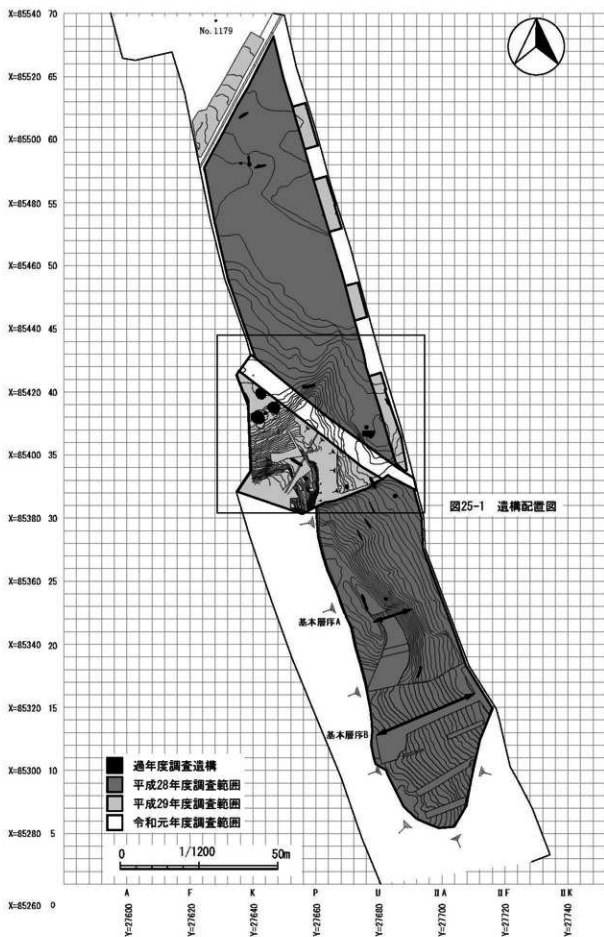 No.1179
X=85540 70
X=85520 65
X=85500 60
X=85480 55
X=85460 50
X=85440 45
X=85420 40
X=85400 35
X=85380 30
X=85360 25
X=85340 20
X=85320 15
X=85300 10
X=85280 5
X=85260 0
図25-1 遺構配置図
基本層序A
基本層序B
過年度調査遺構
平成28年度調査範囲
平成29年度調査範囲
令和元年度調査範囲
0 1/1200 50m
A F K P U ⅡA ⅡF ⅡK
Y=27600 Y=27620 Y=27640 Y=27660 Y=27680 Y=27700 Y=27720 Y=27740